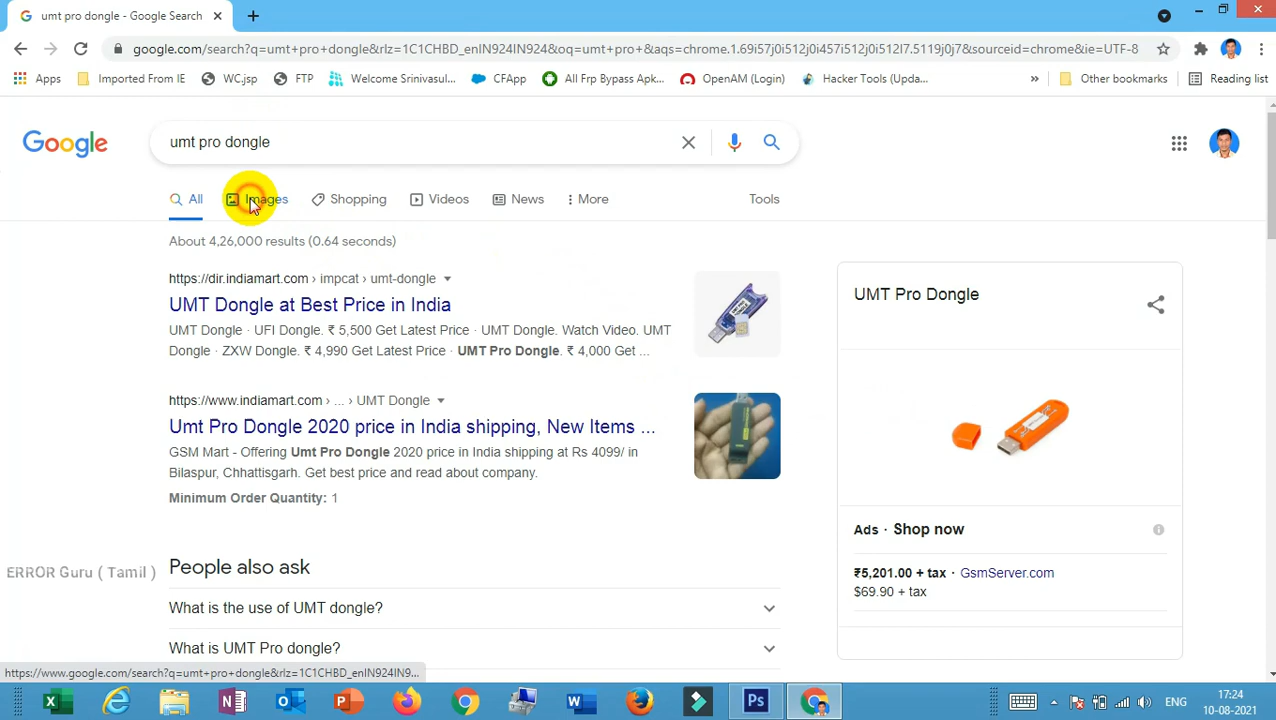 umt pro dongle - Google Search
google.com/search?q=umt+pro+dongle&rlz=1C1CHBD_enIN924IN924&oq=umt+pro+&aqs=chrome.1.69i57j0i512j0i457i512j0i512l7.5119j0j7&sourceid=chrome&ie=UTF-8
Apps Imported From IE WC.jsp FTP Welcome Srinivasul... CFApp All Frp Bypass Apk... OpenAM (Login) Hacker Tools (Upda... » Other bookmarks Reading list
Google umt pro dongle
All Images Shopping Videos News More Tools
About 4,26,000 results (0.64 seconds)
https://dir.indiamart.com › impcat › umt-dongle
UMT Dongle at Best Price in India
UMT Dongle · UFI Dongle. ₹ 5,500 Get Latest Price · UMT Dongle. Watch Video. UMT
Dongle · ZXW Dongle. ₹ 4,990 Get Latest Price · UMT Pro Dongle. ₹ 4,000 Get ...
https://www.indiamart.com › ... › UMT Dongle
Umt Pro Dongle 2020 price in India shipping, New Items ...
GSM Mart - Offering Umt Pro Dongle 2020 price in India shipping at Rs 4099/ in
Bilaspur, Chhattisgarh. Get best price and read about company.
Minimum Order Quantity: 1
People also ask
What is the use of UMT dongle?
What is UMT Pro dongle?
UMT Pro Dongle
Ads · Shop now
₹5,201.00 + tax · GsmServer.com
$69.90 + tax
ERROR Guru ( Tamil )
https://www.google.com/search?q=umt+pro+dongle&rlz=1C1CHBD_enIN924IN9...
ENG
17:24
10-08-2021